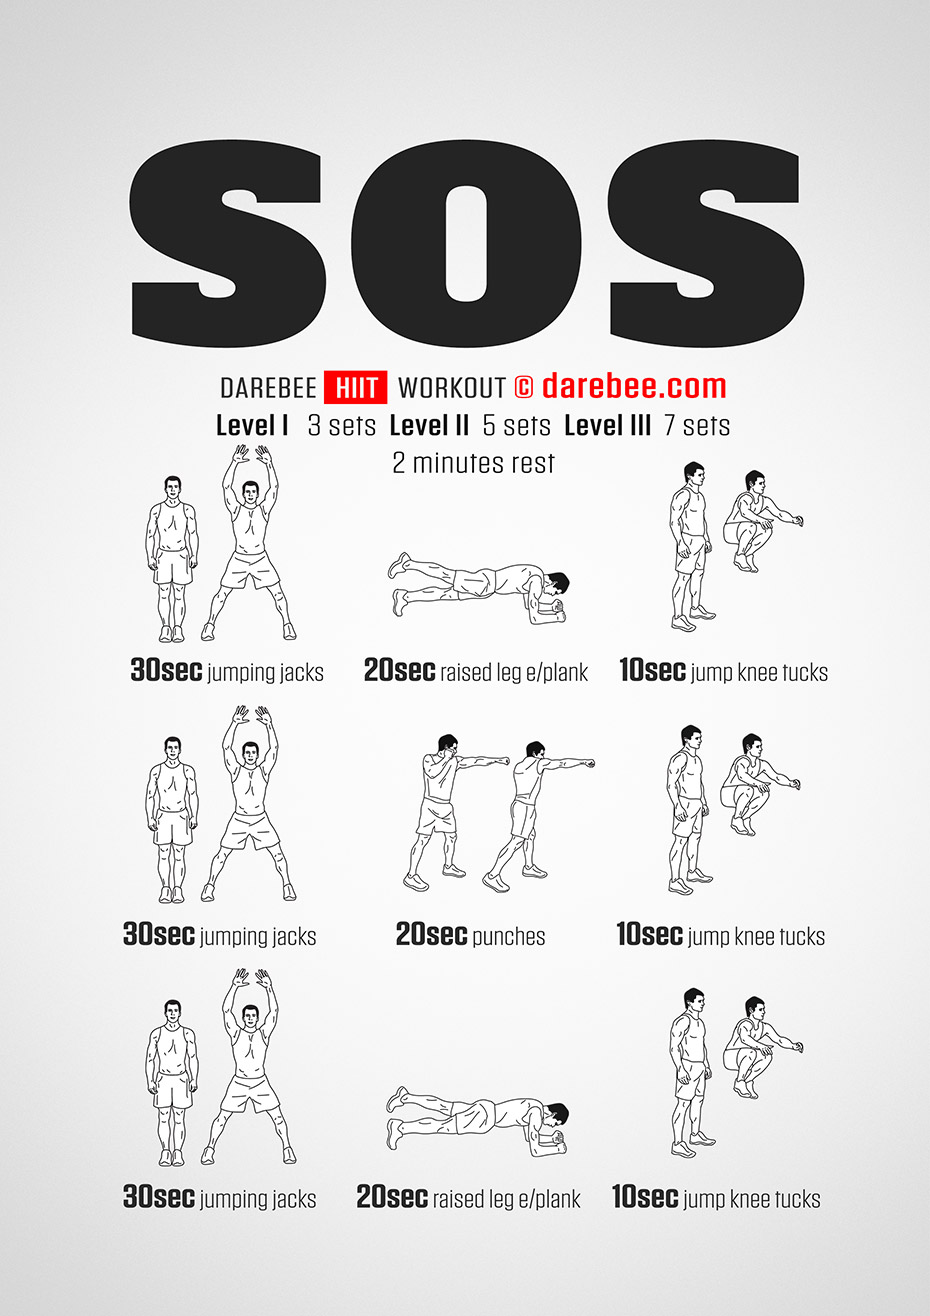 SOS
DAREBEE HIIT WORKOUT © darebee.com
Level I 3 sets Level II 5 sets Level III 7 sets
2 minutes rest
30sec jumping jacks 20sec raised leg e/plank 10sec jump knee tucks
30sec jumping jacks 20sec punches 10sec jump knee tucks
30sec jumping jacks 20sec raised leg e/plank 10sec jump knee tucks